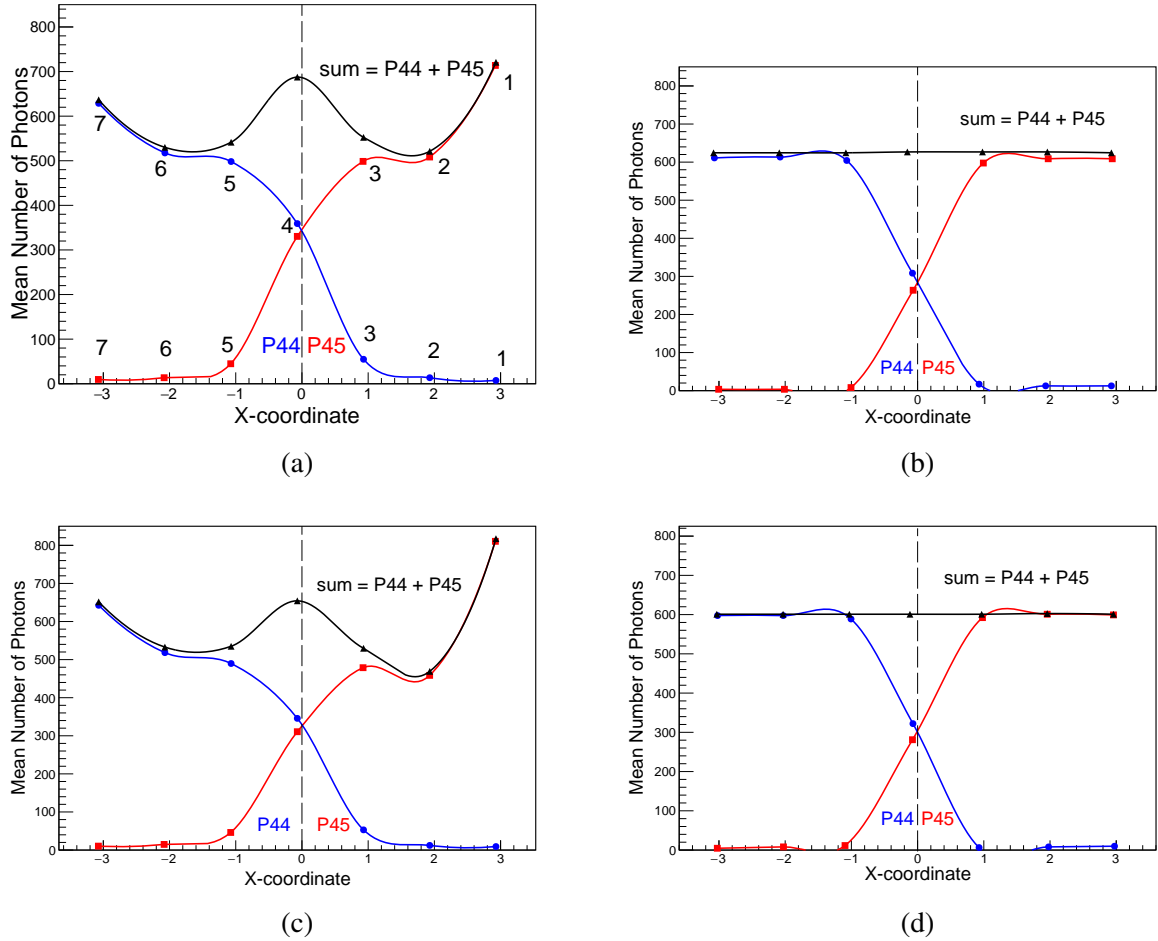 800
700
600
500
400
300
200
100
0
Mean Number of Photons
sum = P44 + P45
7
6
5
4
3
2
1
7
6
5
P44 P45
3
2
1
−3 −2 −1 0 1 2 3
X-coordinate
(a)
800
700
600
500
400
300
200
100
0
Mean Number of Photons
sum = P44 + P45
P44 P45
−3 −2 −1 0 1 2 3
X-coordinate
(b)
800
700
600
500
400
300
200
100
0
Mean Number of Photons
sum = P44 + P45
P44 P45
−3 −2 −1 0 1 2 3
X-coordinate
(c)
800
700
600
500
400
300
200
100
0
Mean Number of Photons
sum = P44 + P45
P44 P45
−3 −2 −1 0 1 2 3
X-coordinate
(d)